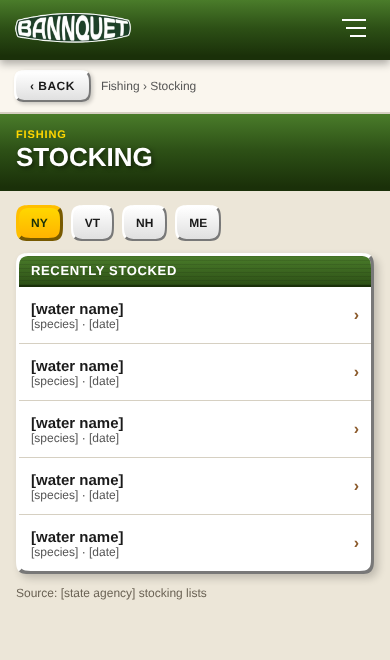 BANNQUET
‹ BACK
Fishing › Stocking
FISHING
STOCKING
NY
VT
NH
ME
RECENTLY STOCKED
[water name]
[species] · [date]
›
[water name]
[species] · [date]
›
[water name]
[species] · [date]
›
[water name]
[species] · [date]
›
[water name]
[species] · [date]
›
Source: [state agency] stocking lists